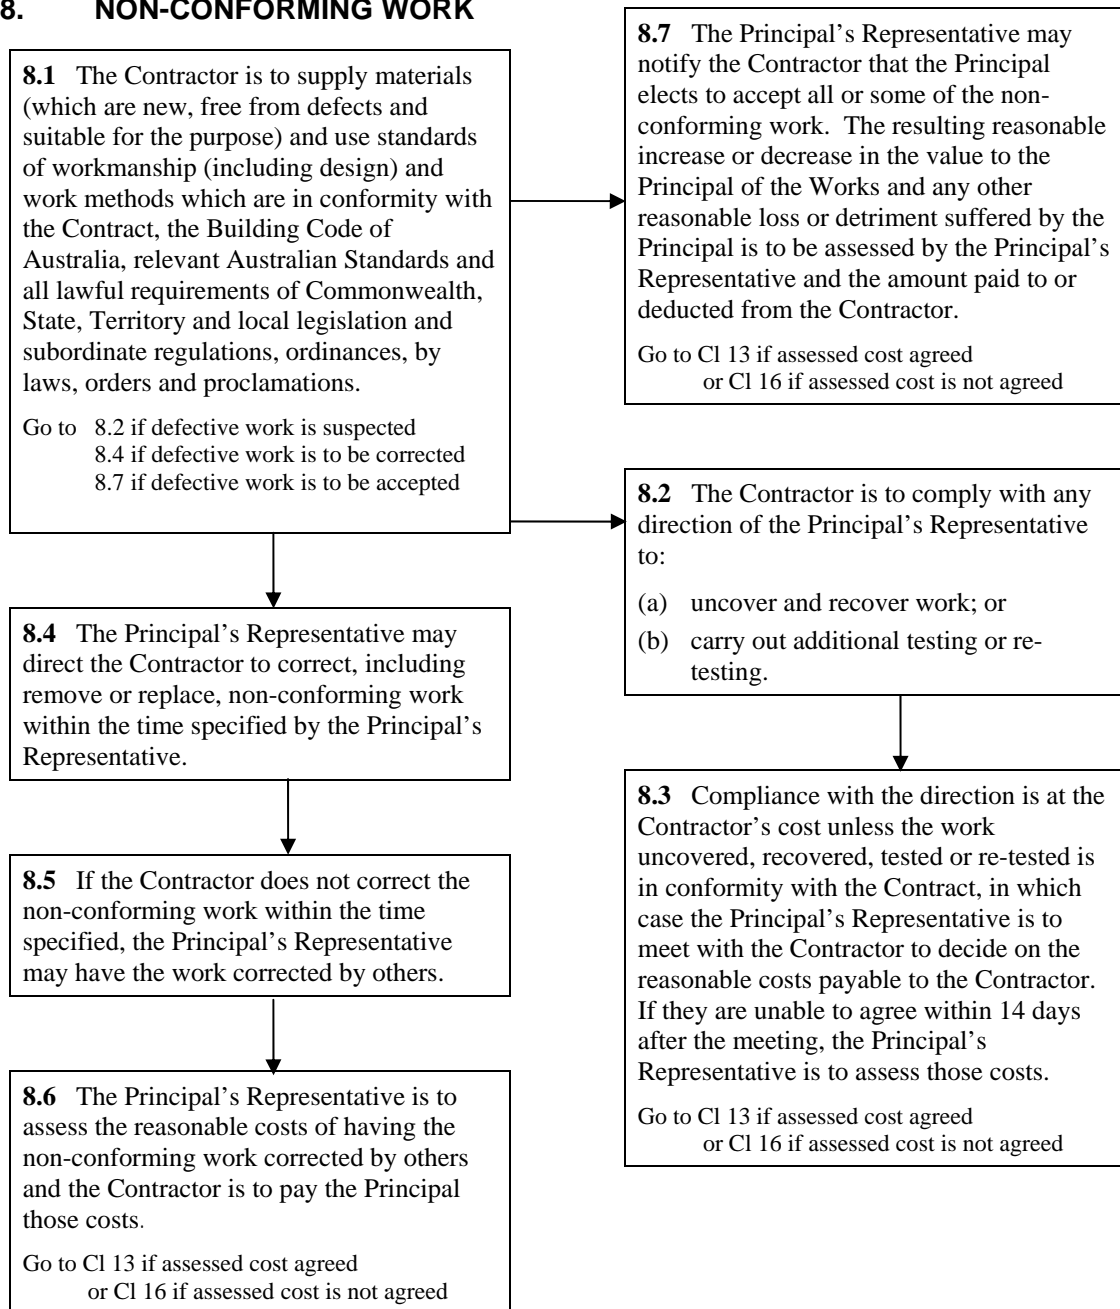 8. NON-CONFORMING WORK
8.1 The Contractor is to supply materials
(which are new, free from defects and
suitable for the purpose) and use standards
of workmanship (including design) and
work methods which are in conformity with
the Contract, the Building Code of
Australia, relevant Australian Standards and
all lawful requirements of Commonwealth,
State, Territory and local legislation and
subordinate regulations, ordinances, by
laws, orders and proclamations.
Go to 8.2 if defective work is suspected
8.4 if defective work is to be corrected
8.7 if defective work is to be accepted
8.4 The Principal's Representative may
direct the Contractor to correct, including
remove or replace, non-conforming work
within the time specified by the Principal's
Representative.
8.5 If the Contractor does not correct the
non-conforming work within the time
specified, the Principal's Representative
may have the work corrected by others.
8.6 The Principal's Representative is to
assess the reasonable costs of having the
non-conforming work corrected by others
and the Contractor is to pay the Principal
those costs.
Go to Cl 13 if assessed cost agreed
or Cl 16 if assessed cost is not agreed
8.7 The Principal's Representative may
notify the Contractor that the Principal
elects to accept all or some of the non-
conforming work. The resulting reasonable
increase or decrease in the value to the
Principal of the Works and any other
reasonable loss or detriment suffered by the
Principal is to be assessed by the Principal's
Representative and the amount paid to or
deducted from the Contractor.
Go to Cl 13 if assessed cost agreed
or Cl 16 if assessed cost is not agreed
8.2 The Contractor is to comply with any
direction of the Principal's Representative
to:
(a) uncover and recover work; or
(b) carry out additional testing or re-
testing.
8.3 Compliance with the direction is at the
Contractor's cost unless the work
uncovered, recovered, tested or re-tested is
in conformity with the Contract, in which
case the Principal's Representative is to
meet with the Contractor to decide on the
reasonable costs payable to the Contractor.
If they are unable to agree within 14 days
after the meeting, the Principal's
Representative is to assess those costs.
Go to Cl 13 if assessed cost agreed
or Cl 16 if assessed cost is not agreed